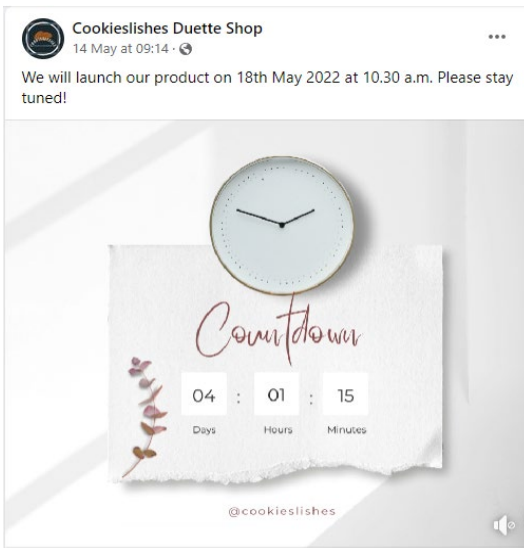 Cookieslishes Duette Shop
14 May at 09:14 ·
We will launch our product on 18th May 2022 at 10.30 a.m. Please stay
tuned!
Countdown
04 : 01 : 15
Days Hours Minutes
@cookieslishes